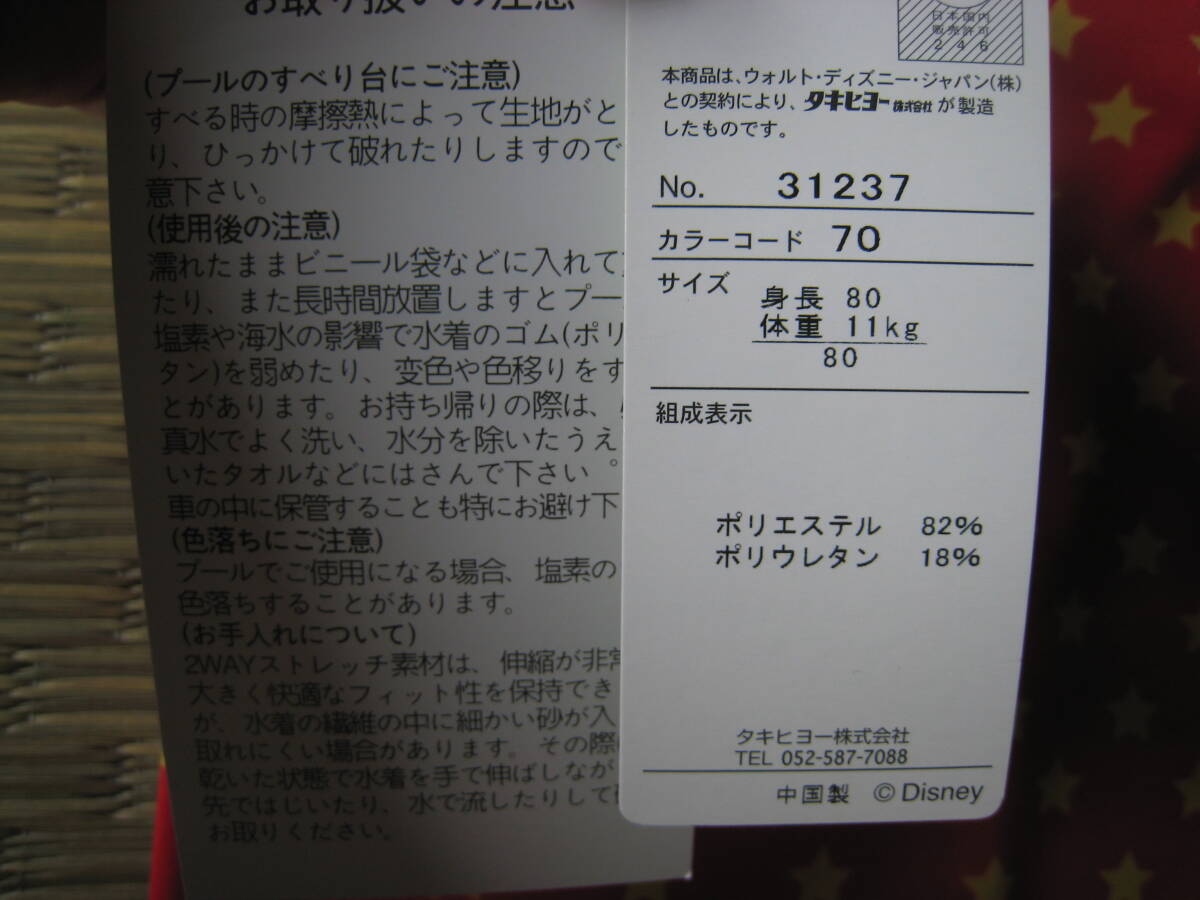 お取り扱いの注意
(プールのすべり台にご注意)
すべる時の摩擦熱によって生地がと
り、ひっかけて破れたりしますので
意下さい。
(使用後の注意)
濡れたままビニール袋などに入れて
たり、また長時間放置しますとプー
塩素や海水の影響で水着のゴム(ポリ
タン)を弱めたり、変色や色移りをす
とがあります。お持ち帰りの際は、
真水でよく洗い、水分を除いたうえ
いたタオルなどにはさんで下さい。
車の中に保管することも特にお避け下
(色落ちにご注意)
プールでご使用になる場合、塩素の
色落ちすることがあります。
(お手入れについて)
2WAYストレッチ素材は、伸縮が非常
大きく快適なフィット性を保持でき
が、水着の繊維の中に細かい砂が入
取れにくい場合があります。その際
乾いた状態で水着を手で伸ばしなが
先ではじいたり、水で流したりして
お取りください。
日本国内
販売許可
246
本商品は、ウォルト・ディズニー・ジャパン(株)
との契約により、タキヒヨー株式会社が製造
したものです。
No. 31237
カラーコード 70
サイズ
身長 80
体重 11kg
80
組成表示
ポリエステル 82%
ポリウレタン 18%
タキヒヨー株式会社
TEL 052-587-7088
中国製 ©Disney